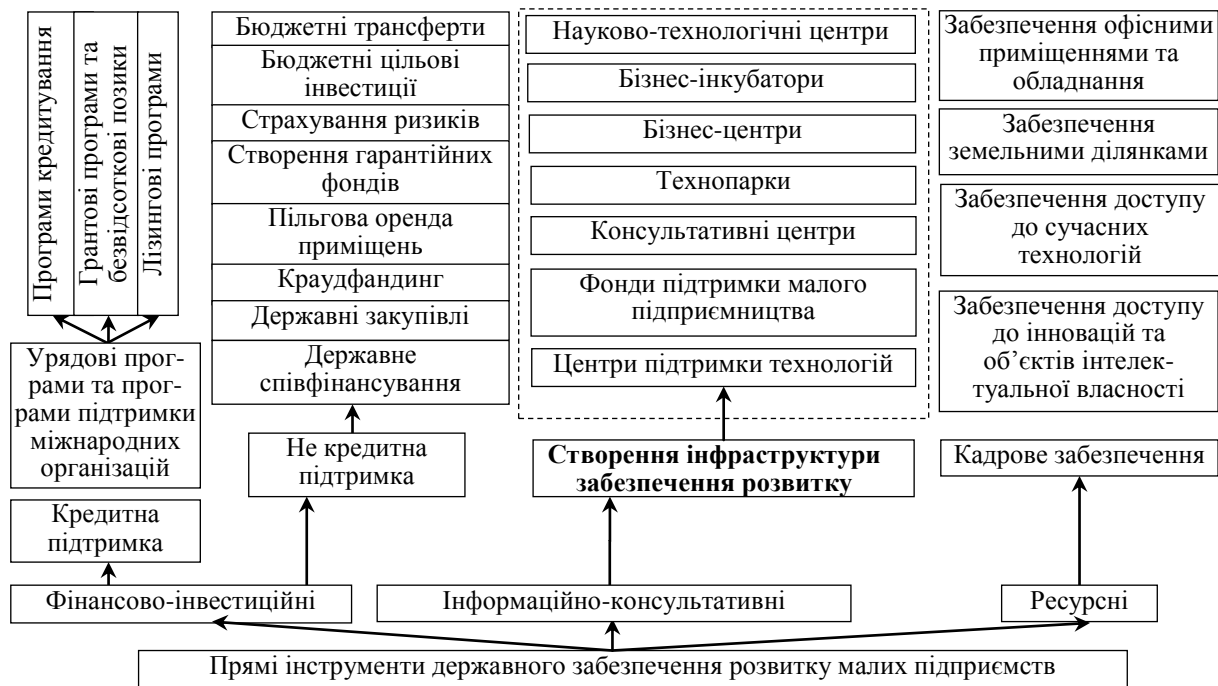 Програми кредитування
Грантові програми та
безвідсоткові позики
Лізингові програми
Урядові прог-
рами та прог-
рами підтримки
міжнародних
організацій
Кредитна
підтримка
Бюджетні трансферти
Бюджетні цільові
інвестиції
Страхування ризиків
Створення гарантійних
фондів
Пільгова оренда
приміщень
Краудфандинг
Державні закупівлі
Державне
співфінансування
Не кредитна
підтримка
Науково-технологічні центри
Бізнес-інкубатори
Бізнес-центри
Технопарки
Консультативні центри
Фонди підтримки малого
підприємництва
Центри підтримки технологій
Створення інфраструктури
забезпечення розвитку
Забезпечення офісними
приміщеннями та
обладнання
Забезпечення
земельними ділянками
Забезпечення доступу
до сучасних
технологій
Забезпечення доступу
до інновацій та
об’єктів інтелек-
туальної власності
Кадрове забезпечення
Фінансово-інвестиційні
Інформаційно-консультативні
Ресурсні
Прямі інструменти державного забезпечення розвитку малих підприємств